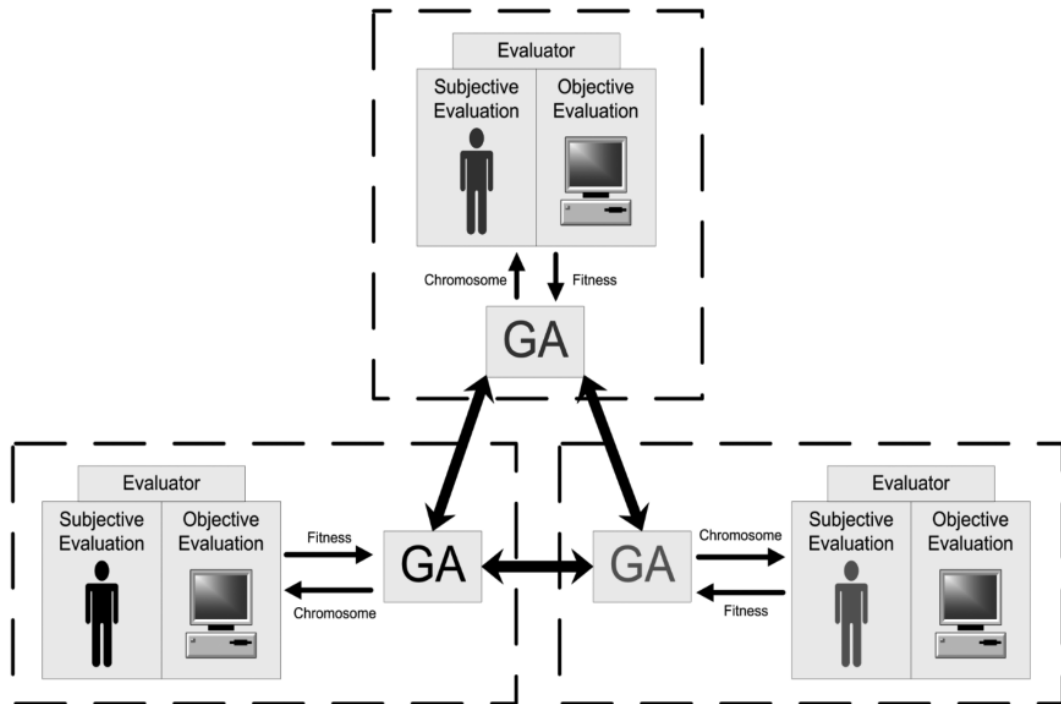 Evaluator
Subjective Evaluation
Objective Evaluation
Chromosome
Fitness
GA
Evaluator
Subjective Evaluation
Objective Evaluation
Fitness
Chromosome
GA
GA
Chromosome
Fitness
Evaluator
Subjective Evaluation
Objective Evaluation